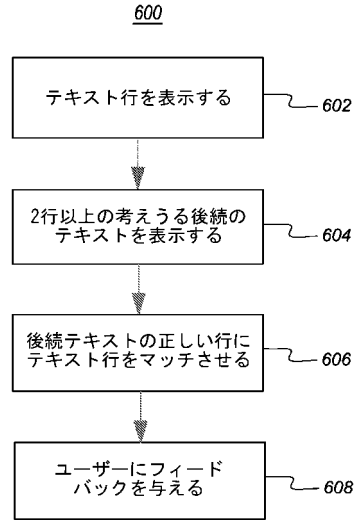 600
テキスト行を表示する
602
2行以上の考えうる後続の
テキストを表示する
604
後続テキストの正しい行に
テキスト行をマッチさせる
606
ユーザーにフィード
バックを与える
608